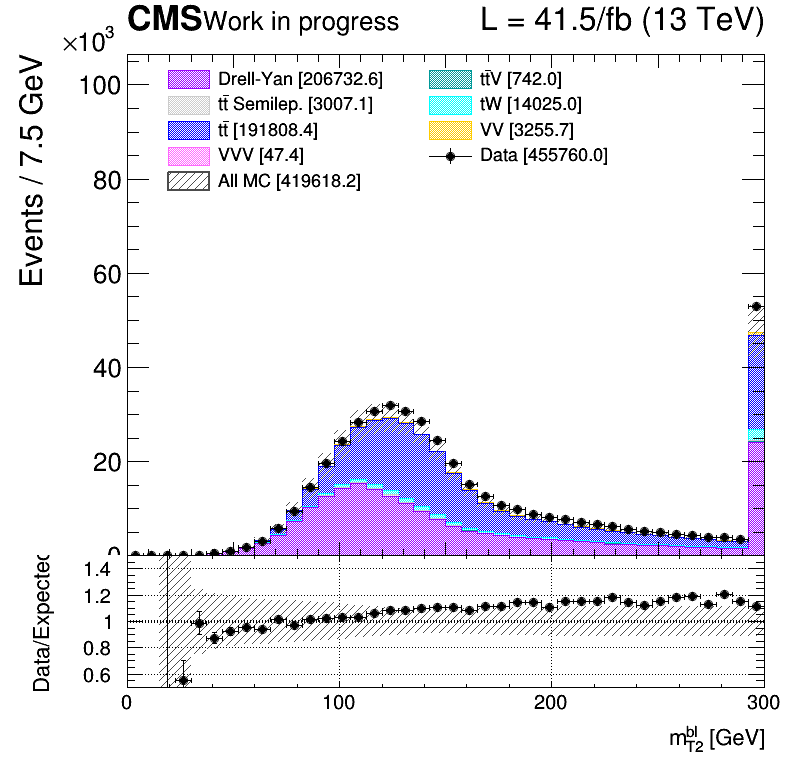 CMS Work in progress L = 41.5/fb (13 TeV)
×10³
Events / 7.5 GeV
100
80
60
40
20
0
Drell-Yan [206732.6]
tt̄ Semilep. [3007.1]
tt̄ [191808.4]
VVV [47.4]
All MC [419618.2]
tt̄V [742.0]
tW [14025.0]
VV [3255.7]
Data [455760.0]
Data/Expected
1.4
1.2
1
0.8
0.6
0 100 200 300
m_T2^bl [GeV]